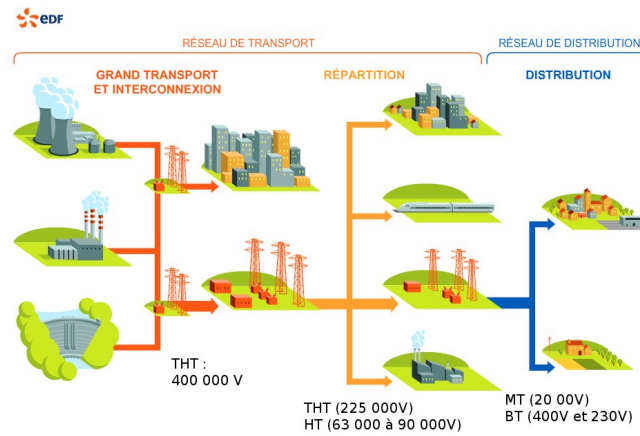 edf
RÉSEAU DE TRANSPORT
RÉSEAU DE DISTRIBUTION
GRAND TRANSPORT
ET INTERCONNEXION
RÉPARTITION
DISTRIBUTION
THT :
400 000 V
THT (225 000V)
HT (63 000 à 90 000V)
MT (20 00V)
BT (400V et 230V)